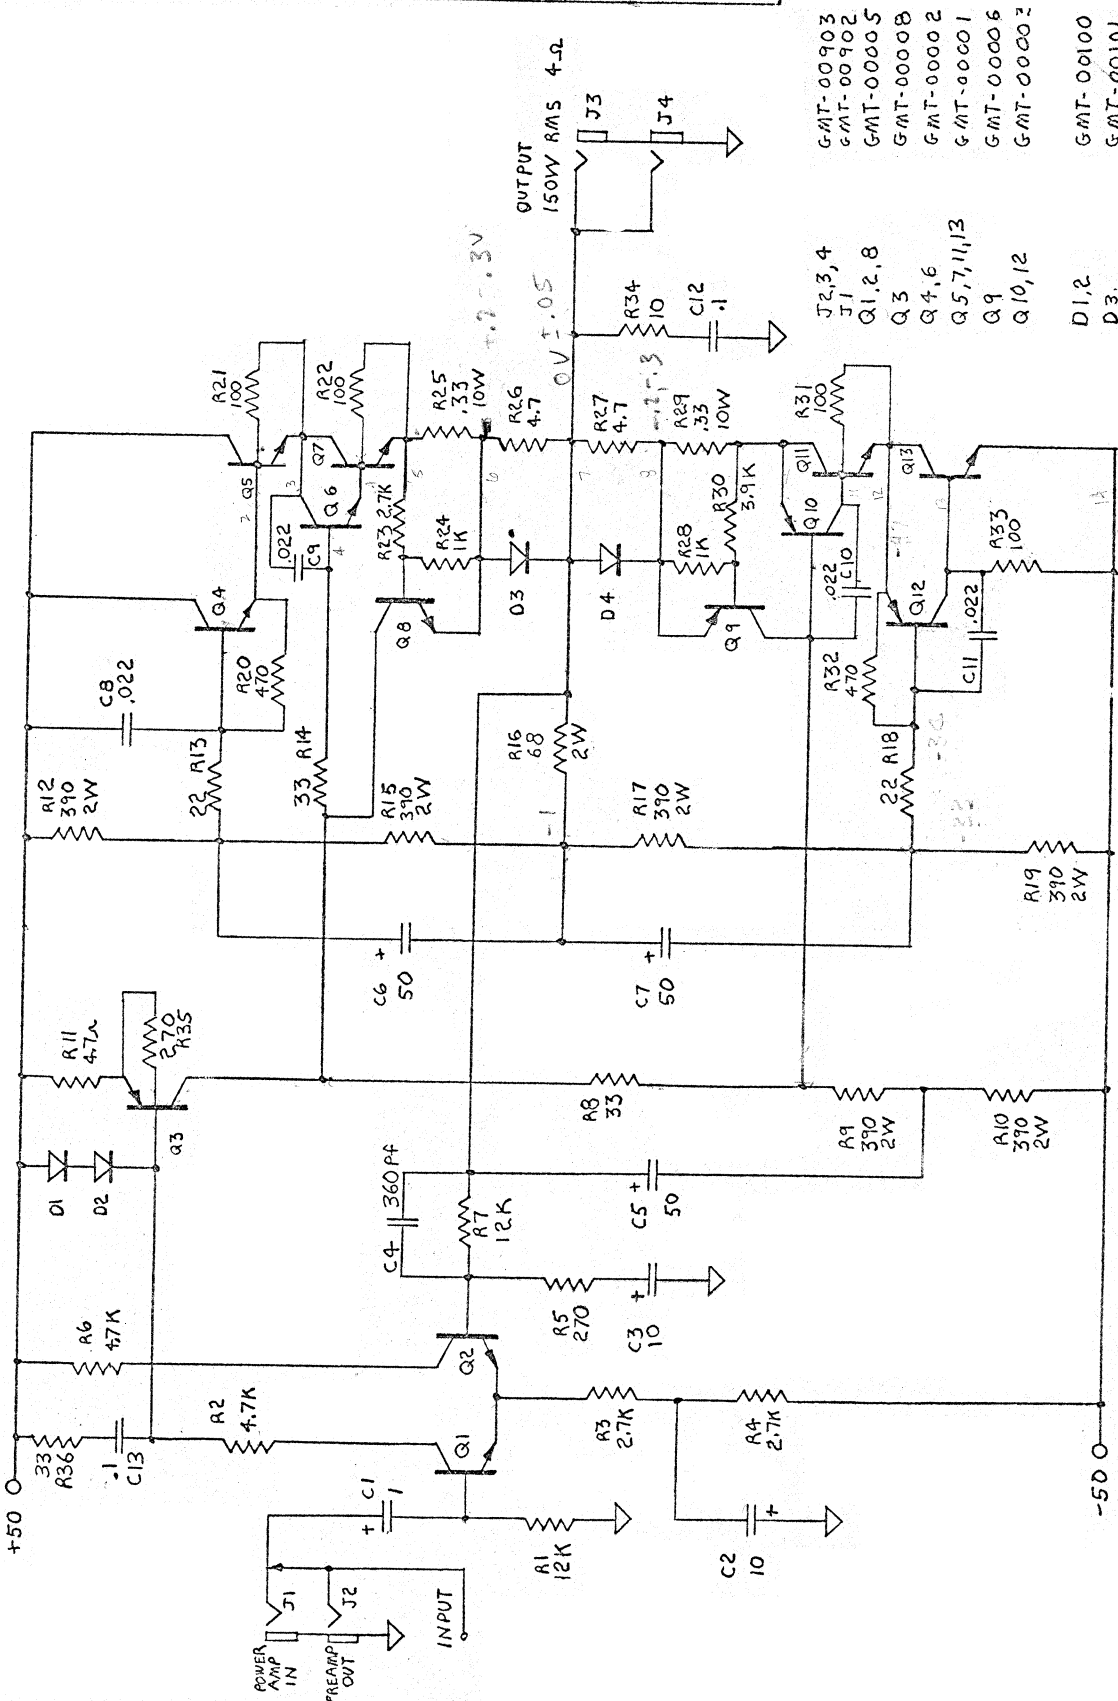 +50
33
R36
.1
C13
R6
4.7K
R2
4.7K
D1
D2
R11
4.7Ω
270
R35
Q3
R12
390
2W
C8
.022
22 R13
Q4
R20
470
Q5
R21
100
.022
C9
Q6
Q7
R22
100
33 R14
R23 2.7K
R24
1K
R25
.33
10W
R26
4.7
Q8
D3
R15
390
2W
C6
+
50
R16
68
2W
-1
OUTPUT
150W RMS 4Ω
J3
J4
0V ± .05
R34
10
C12
.1
POWER
AMP
IN
J1
PREAMP
OUT
J2
INPUT
C1
+
1
R1
12K
Q1
Q2
C4
360Pf
R7
12K
R5
270
C3
+
10
C5
+
50
R8
33
R3
2.7K
R4
2.7K
C2
10
+
R9
390
2W
R10
390
2W
C7
+
50
R17
390
2W
R19
390
2W
D4
R27
4.7
R28
1K
R29
.33
10W
R30
3.9K
Q9
Q10
Q11
R31
100
.022
C10
R32
470
22 R18
Q12
-47
Q13
C11
.022
R33
100
-50
J2,3,4 GMT-00903
J1 GMT-00902
Q1,2,8 GMT-00005
Q3 GMT-00008
Q4,6 GMT-00002
Q5,7,11,13 GMT-00001
Q9 GMT-00006
Q10,12
D1,2 GMT-00100
D3,